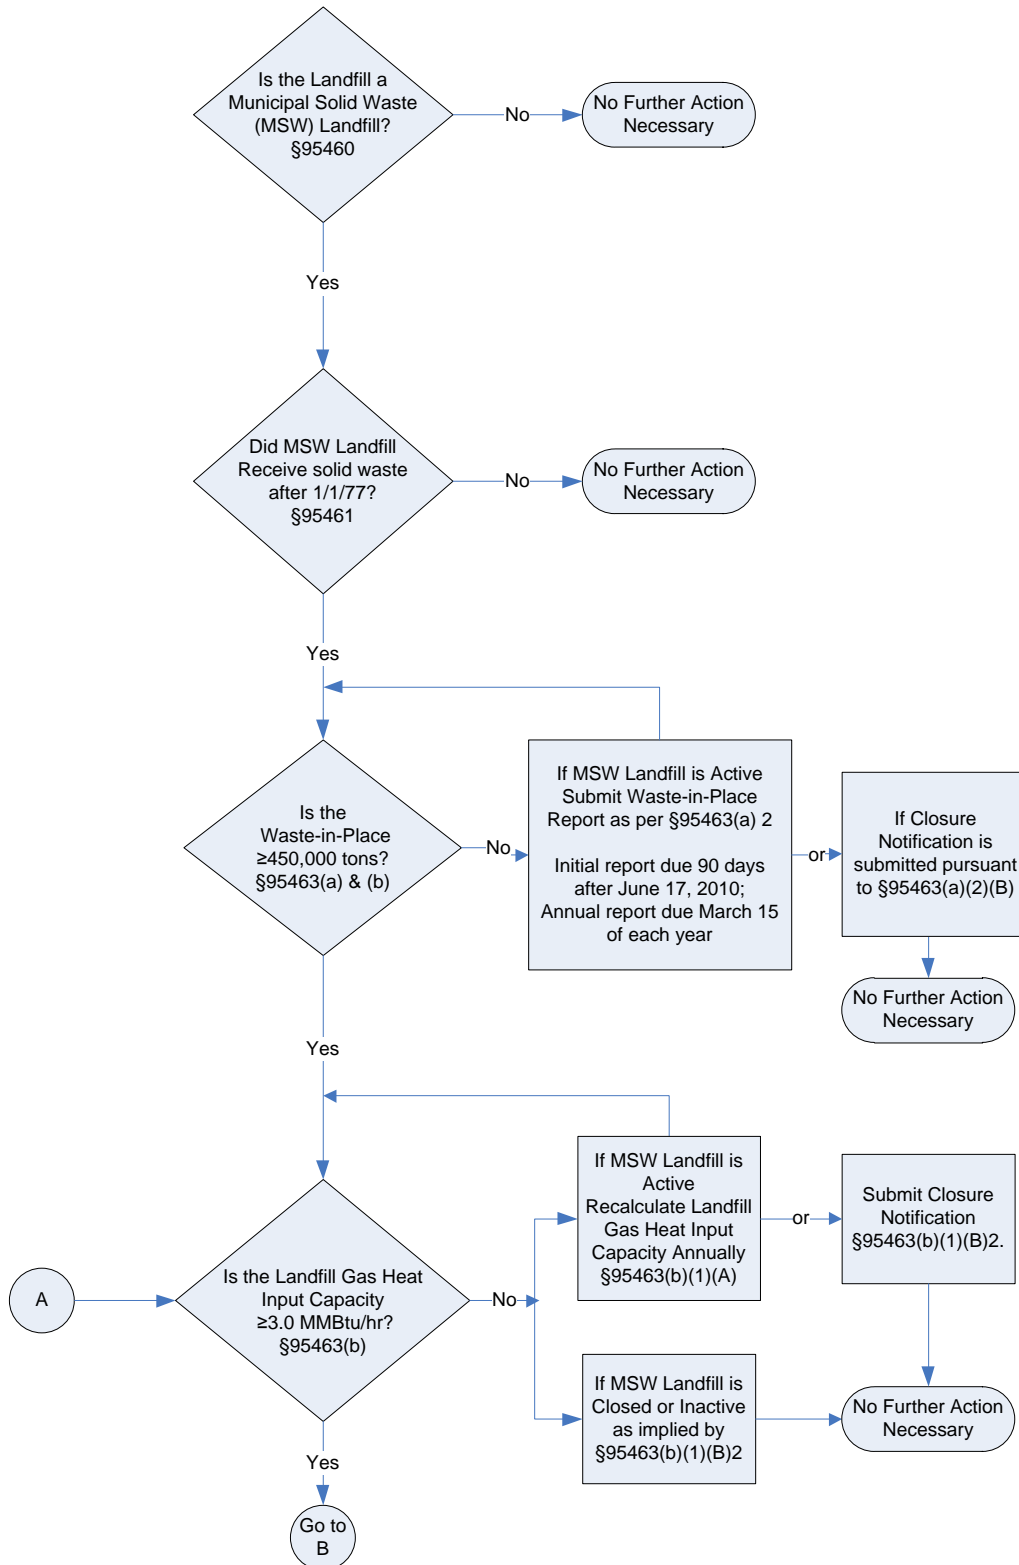 Is the Landfill a
Municipal Solid Waste
(MSW) Landfill?
§95460
No
No Further Action
Necessary
Yes
Did MSW Landfill
Receive solid waste
after 1/1/77?
§95461
No
No Further Action
Necessary
Yes
Is the
Waste-in-Place
≥450,000 tons?
§95463(a) & (b)
No
If MSW Landfill is Active
Submit Waste-in-Place
Report as per §95463(a) 2
Initial report due 90 days
after June 17, 2010;
Annual report due March 15
of each year
or
If Closure
Notification is
submitted pursuant
to §95463(a)(2)(B)
No Further Action
Necessary
Yes
A
Is the Landfill Gas Heat
Input Capacity
≥3.0 MMBtu/hr?
§95463(b)
No
If MSW Landfill is
Active
Recalculate Landfill
Gas Heat Input
Capacity Annually
§95463(b)(1)(A)
or
Submit Closure
Notification
§95463(b)(1)(B)2.
If MSW Landfill is
Closed or Inactive
as implied by
§95463(b)(1)(B)2
No Further Action
Necessary
Yes
Go to
B